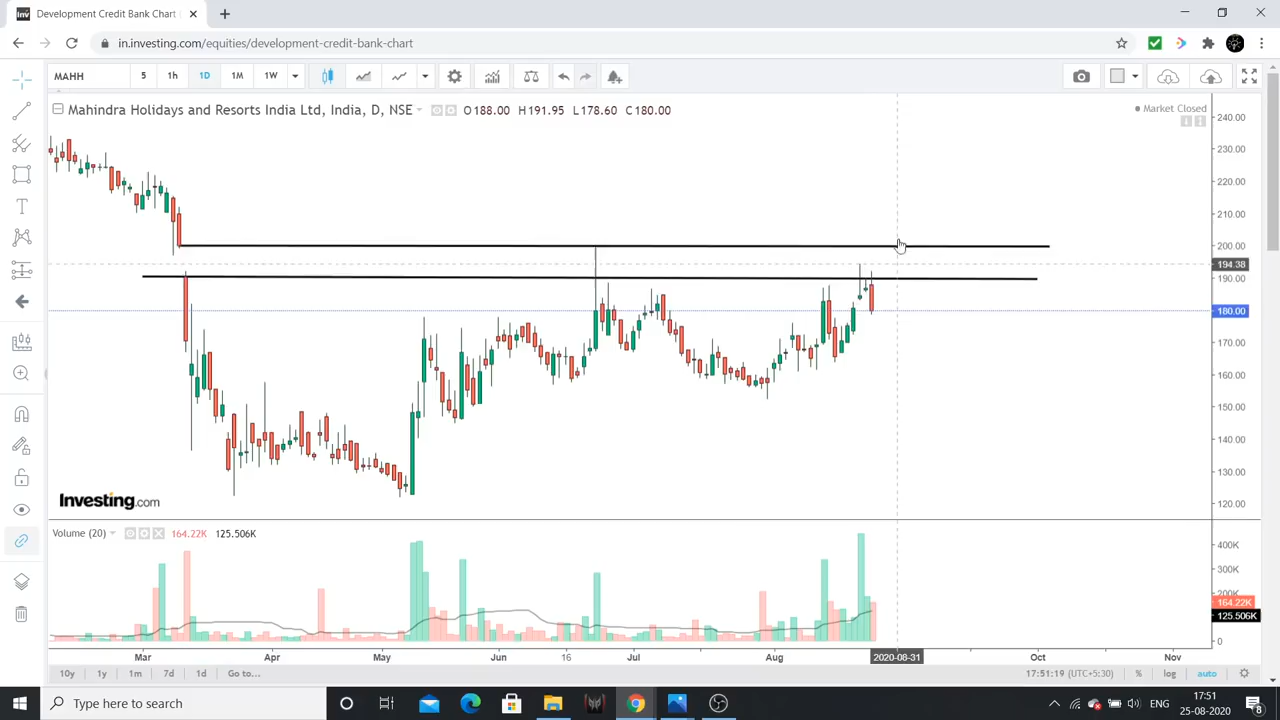 Development Credit Bank Chart
in.investing.com/equities/development-credit-bank-chart
MAHH 5 1h 1D 1M 1W
Mahindra Holidays and Resorts India Ltd, India, D, NSE O188.00 H191.95 L178.60 C180.00
Market Closed
240.00
230.00
220.00
210.00
200.00
194.38
190.00
180.00
170.00
160.00
150.00
140.00
130.00
120.00
Investing.com
Volume (20) 164.22K 125.506K
400K
300K
200K
164.22K
125.506K
0
Mar Apr May Jun 16 Jul Aug 2020-08-31 Oct Nov
10y 1y 1m 7d 1d Go to... 17:51:19 (UTC+5:30) % log auto
Type here to search
ENG
17:51
25-08-2020
8